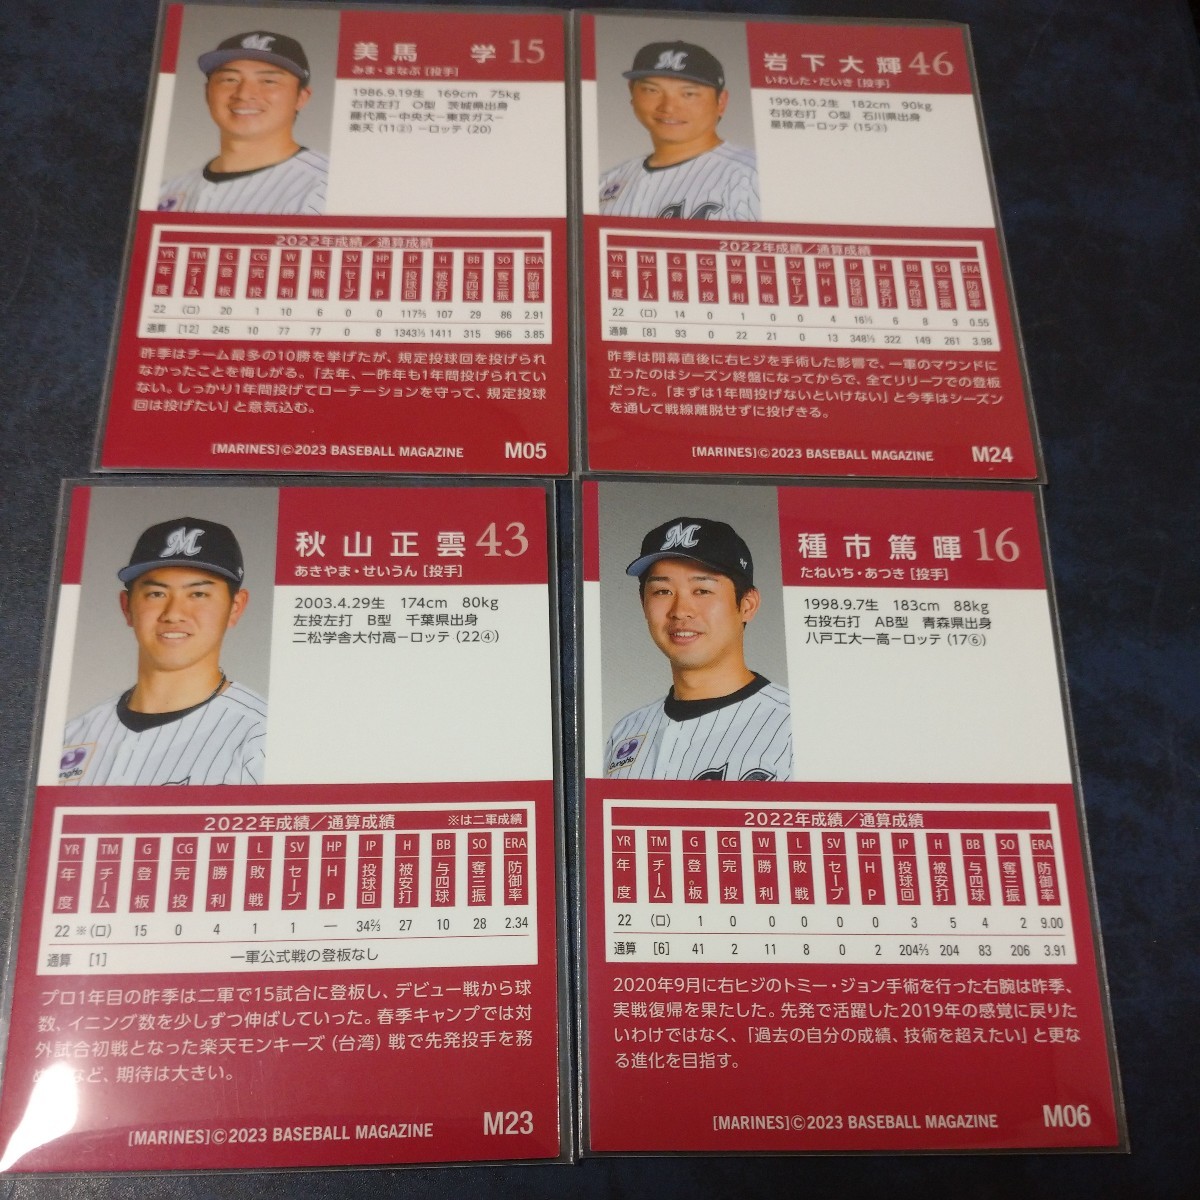 美馬 学 15
みま・まなぶ [投手]
1986.9.19生 169cm 75kg
右投左打 O型 茨城県出身
藤代高－中央大－東京ガス－
楽天 (11②) －ロッテ (20)
2022年成績／通算成績
YR TM G CG W L SV HP IP H BB SO ERA
年度 チーム 登板 完投 勝利 敗戦 セーブ HP 投球回 被安打 与四球 奪三振 防御率
22 (ロ) 20 1 10 6 0 0 117⅔ 107 29 86 2.91
通算 [12] 245 10 77 77 0 8 1343⅓ 1411 315 966 3.85
昨季はチーム最多の10勝を挙げたが、規定投球回を投げられ
なかったことを悔しがる。「去年、一昨年も1年間投げられてい
ない。しっかり1年間投げてローテーションを守って、規定投球
回は投げたい」と意気込む。
[MARINES]Ⓒ2023 BASEBALL MAGAZINE M05
岩下大輝 46
いわした・だいき [投手]
1996.10.2生 182cm 90kg
右投右打 O型 石川県出身
星稜高－ロッテ (15③)
2022年成績／通算成績
YR TM G CG W L SV HP IP H BB SO ERA
年度 チーム 登板 完投 勝利 敗戦 セーブ HP 投球回 被安打 与四球 奪三振 防御率
22 (ロ) 14 0 1 0 0 4 16⅓ 6 8 9 0.55
通算 [8] 93 0 22 21 0 13 348⅓ 322 149 261 3.98
昨季は開幕直後に右ヒジを手術した影響で、一軍のマウンドに
立ったのはシーズン終盤になってからで、全てリリーフでの登板
だった。「まずは1年間投げないといけない」と今季はシーズン
を通して戦線離脱せずに投げきる。
[MARINES]Ⓒ2023 BASEBALL MAGAZINE M24
秋山正雲 43
あきやま・せいうん [投手]
2003.4.29生 174cm 80kg
左投左打 B型 千葉県出身
二松学舎大付高－ロッテ (22④)
GungHo
2022年成績／通算成績 ※は二軍成績
YR TM G CG W L SV HP IP H BB SO ERA
年度 チーム 登板 完投 勝利 敗戦 セーブ HP 投球回 被安打 与四球 奪三振 防御率
22 ※(ロ) 15 0 4 1 1 ― 34⅔ 27 10 28 2.34
通算 [1] 一軍公式戦の登板なし
プロ1年目の昨季は二軍で15試合に登板し、デビュー戦から球
数、イニング数を少しずつ伸ばしていった。春季キャンプでは対
外試合初戦となった楽天モンキーズ（台湾）戦で先発投手を務
めるなど、期待は大きい。
[MARINES]Ⓒ2023 BASEBALL MAGAZINE M23
種市篤暉 16
たねいち・あつき [投手]
1998.9.7生 183cm 88kg
右投右打 AB型 青森県出身
八戸工大一高－ロッテ (17⑥)
GungHo
2022年成績／通算成績
YR TM G CG W L SV HP IP H BB SO ERA
年度 チーム 登板 完投 勝利 敗戦 セーブ HP 投球回 被安打 与四球 奪三振 防御率
22 (ロ) 1 0 0 0 0 0 3 5 4 2 9.00
通算 [6] 41 2 11 8 0 2 204⅔ 204 83 206 3.91
2020年9月に右ヒジのトミー・ジョン手術を行った右腕は昨季、
実戦復帰を果たした。先発で活躍した2019年の感覚に戻りた
いわけではなく、「過去の自分の成績、技術を超えたい」と更な
る進化を目指す。
[MARINES]Ⓒ2023 BASEBALL MAGAZINE M06